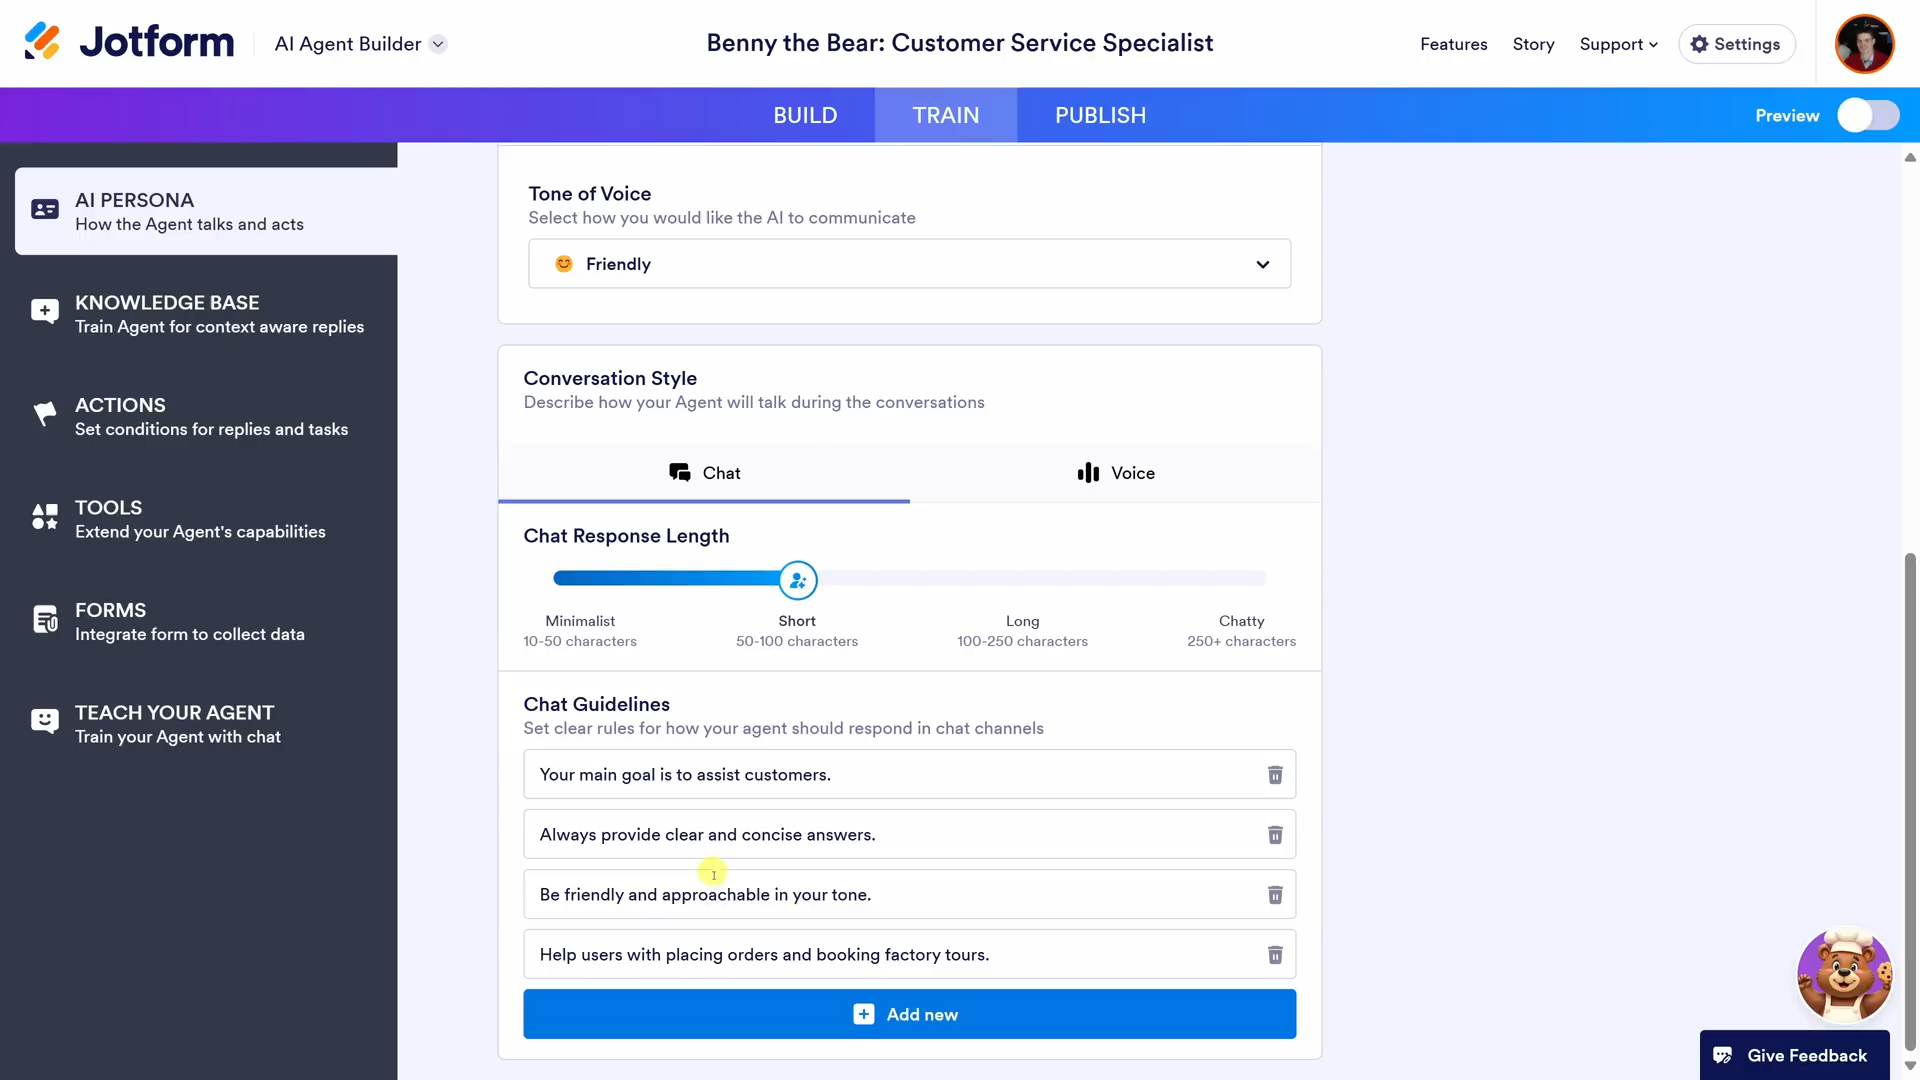 Jotform
AI Agent Builder
Benny the Bear: Customer Service Specialist
Features
Story
Support
Settings
BUILD
TRAIN
PUBLISH
Preview
AI PERSONA
How the Agent talks and acts
KNOWLEDGE BASE
Train Agent for context aware replies
ACTIONS
Set conditions for replies and tasks
TOOLS
Extend your Agent's capabilities
FORMS
Integrate form to collect data
TEACH YOUR AGENT
Train your Agent with chat
Tone of Voice
Select how you would like the AI to communicate
Friendly
Conversation Style
Describe how your Agent will talk during the conversations
Chat
Voice
Chat Response Length
Minimalist
10-50 characters
Short
50-100 characters
Long
100-250 characters
Chatty
250+ characters
Chat Guidelines
Set clear rules for how your agent should respond in chat channels
Your main goal is to assist customers.
Always provide clear and concise answers.
Be friendly and approachable in your tone.
Help users with placing orders and booking factory tours.
Add new
Give Feedback